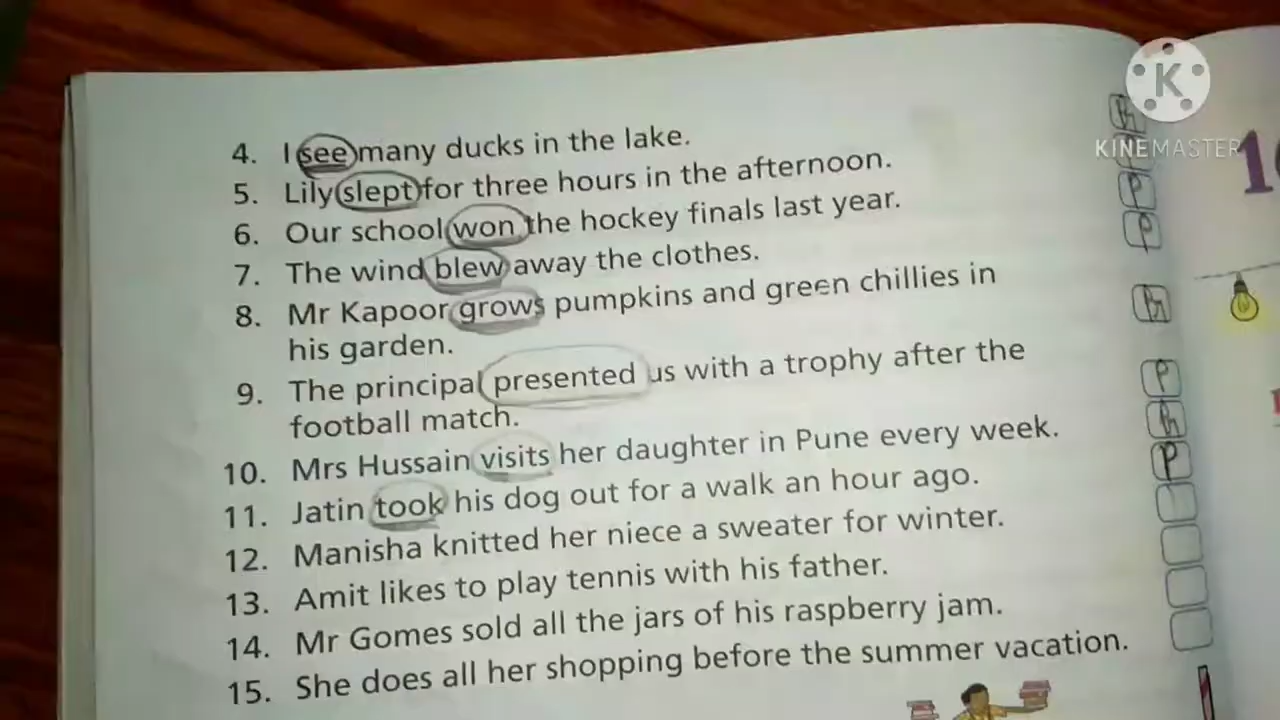 4. I see many ducks in the lake.
5. Lily slept for three hours in the afternoon.
6. Our school won the hockey finals last year.
7. The wind blew away the clothes.
8. Mr Kapoor grows pumpkins and green chillies in
his garden.
9. The principal presented us with a trophy after the
football match.
10. Mrs Hussain visits her daughter in Pune every week.
11. Jatin took his dog out for a walk an hour ago.
12. Manisha knitted her niece a sweater for winter.
13. Amit likes to play tennis with his father.
14. Mr Gomes sold all the jars of his raspberry jam.
15. She does all her shopping before the summer vacation.
P
P
P
P
K
KINEMASTER